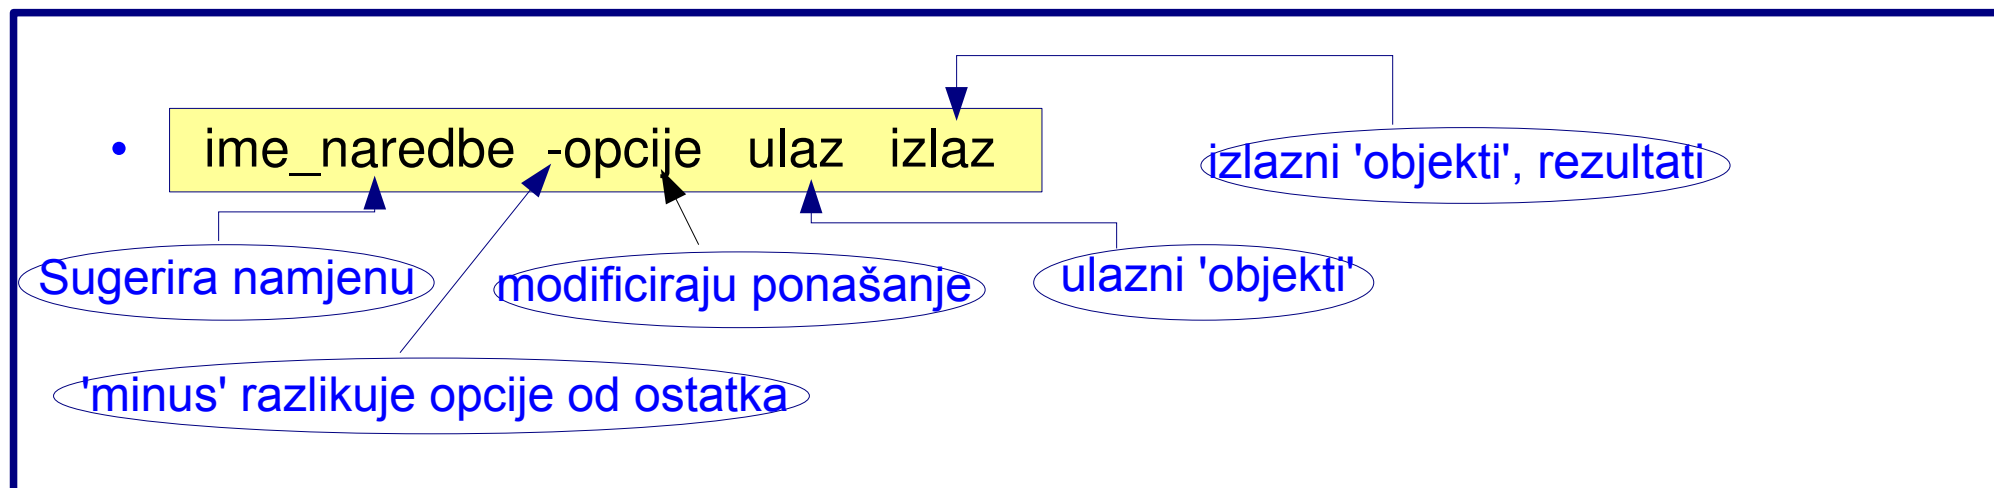 • ime_naredbe -opcije ulaz izlaz
izlazni 'objekti', rezultati
Sugerira namjenu
modificiraju ponašanje
ulazni 'objekti'
'minus' razlikuje opcije od ostatka